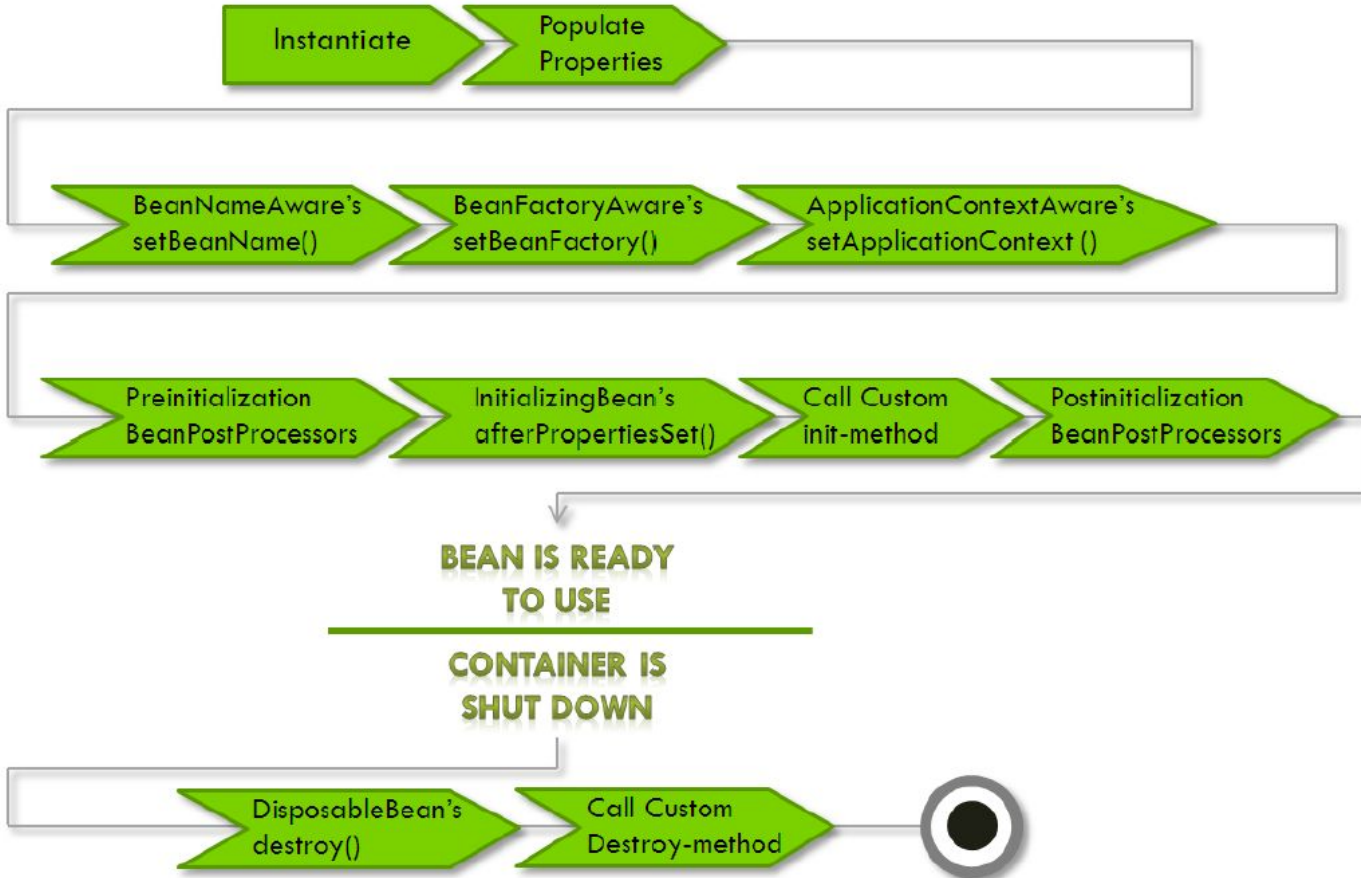 Instantiate
Populate
Properties
BeanNameAware's
setBeanName()
BeanFactoryAware's
setBeanFactory()
ApplicationContextAware's
setApplicationContext ()
Preinitialization
BeanPostProcessors
InitializingBean's
afterPropertiesSet()
Call Custom
init-method
Postinitialization
BeanPostProcessors
BEAN IS READY
TO USE
CONTAINER IS
SHUT DOWN
DisposableBean's
destroy()
Call Custom
Destroy-method